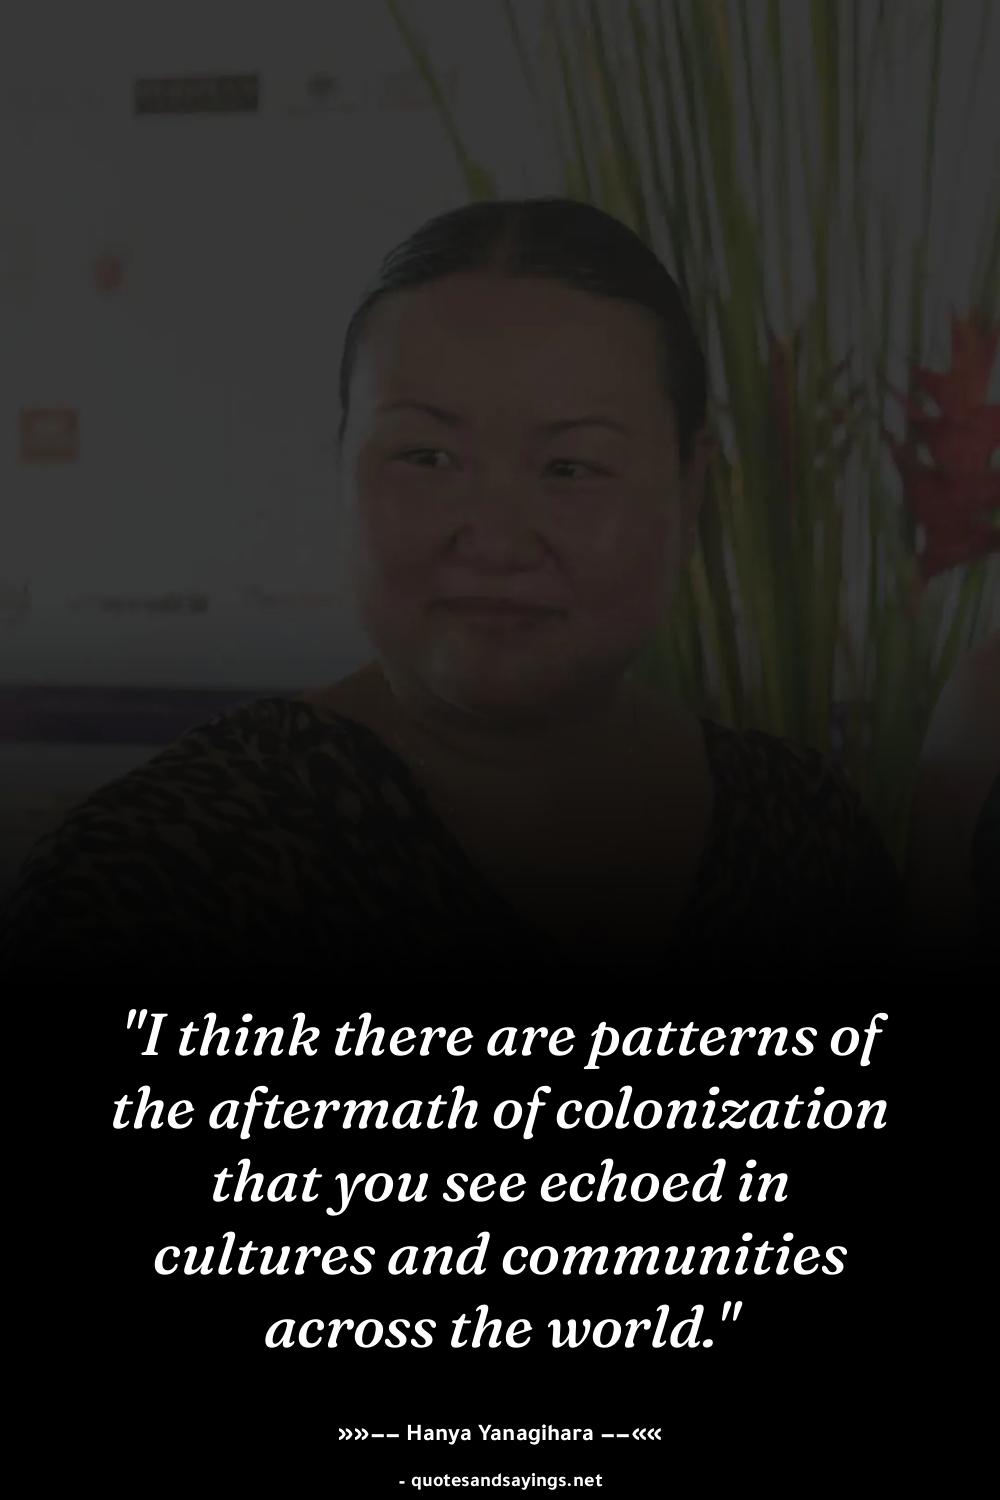 "I think there are patterns of
the aftermath of colonization
that you see echoed in
cultures and communities
across the world."
»»-- Hanya Yanagihara --««
- quotesandsayings.net